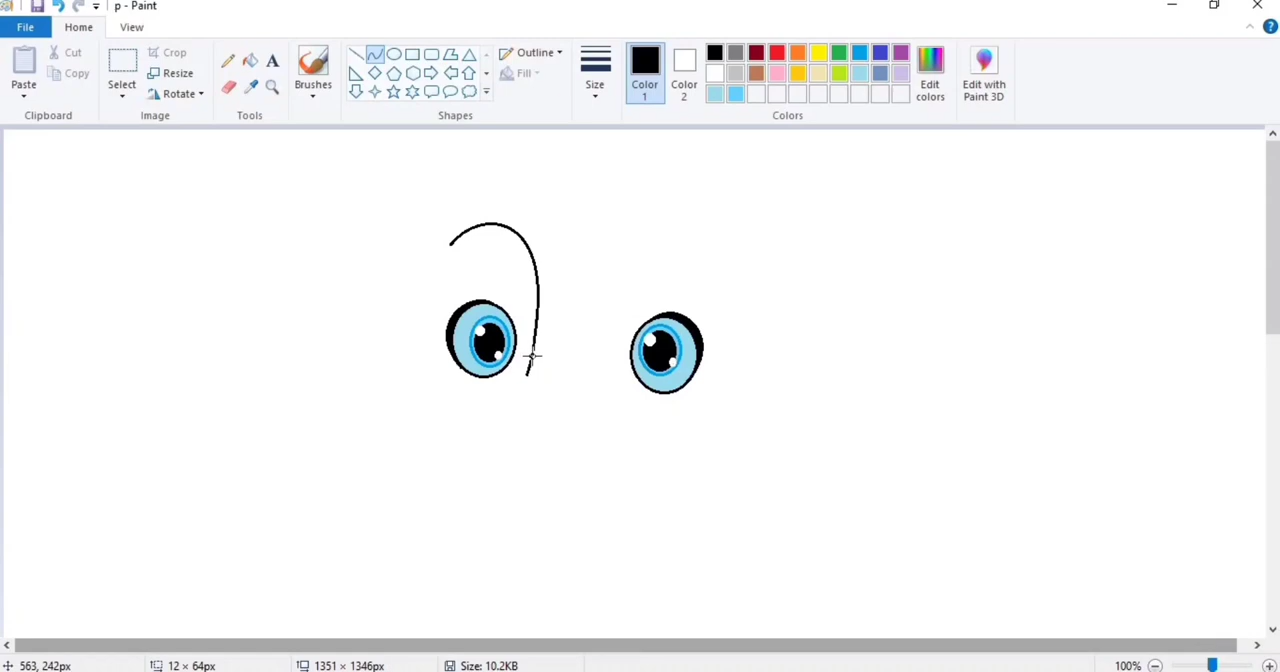 p - Paint
File Home View
Paste
Cut
Copy
Clipboard
Select
Crop
Resize
Rotate
Image
A
Tools
Brushes
Outline
Fill
Shapes
Size
Color 1
Color 2
Edit colors
Colors
Edit with Paint 3D
563, 242px 12 × 64px 1351 × 1346px Size: 10.2KB 100%